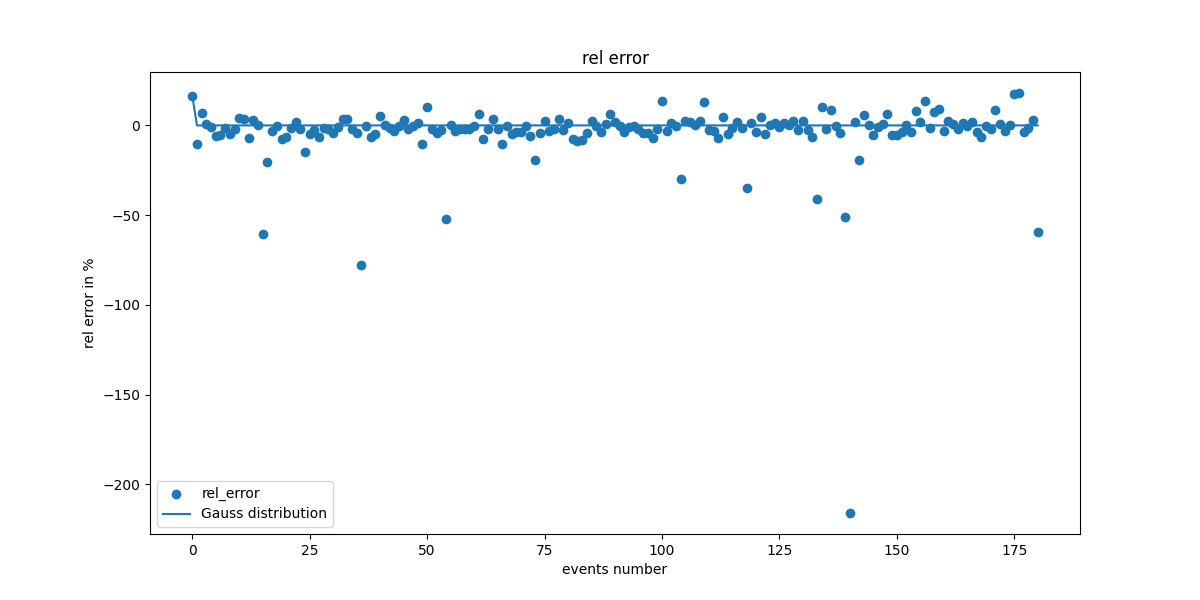 rel error
rel error in %
0
−50
−100
−150
−200
rel_error
Gauss distribution
0 25 50 75 100 125 150 175
events number